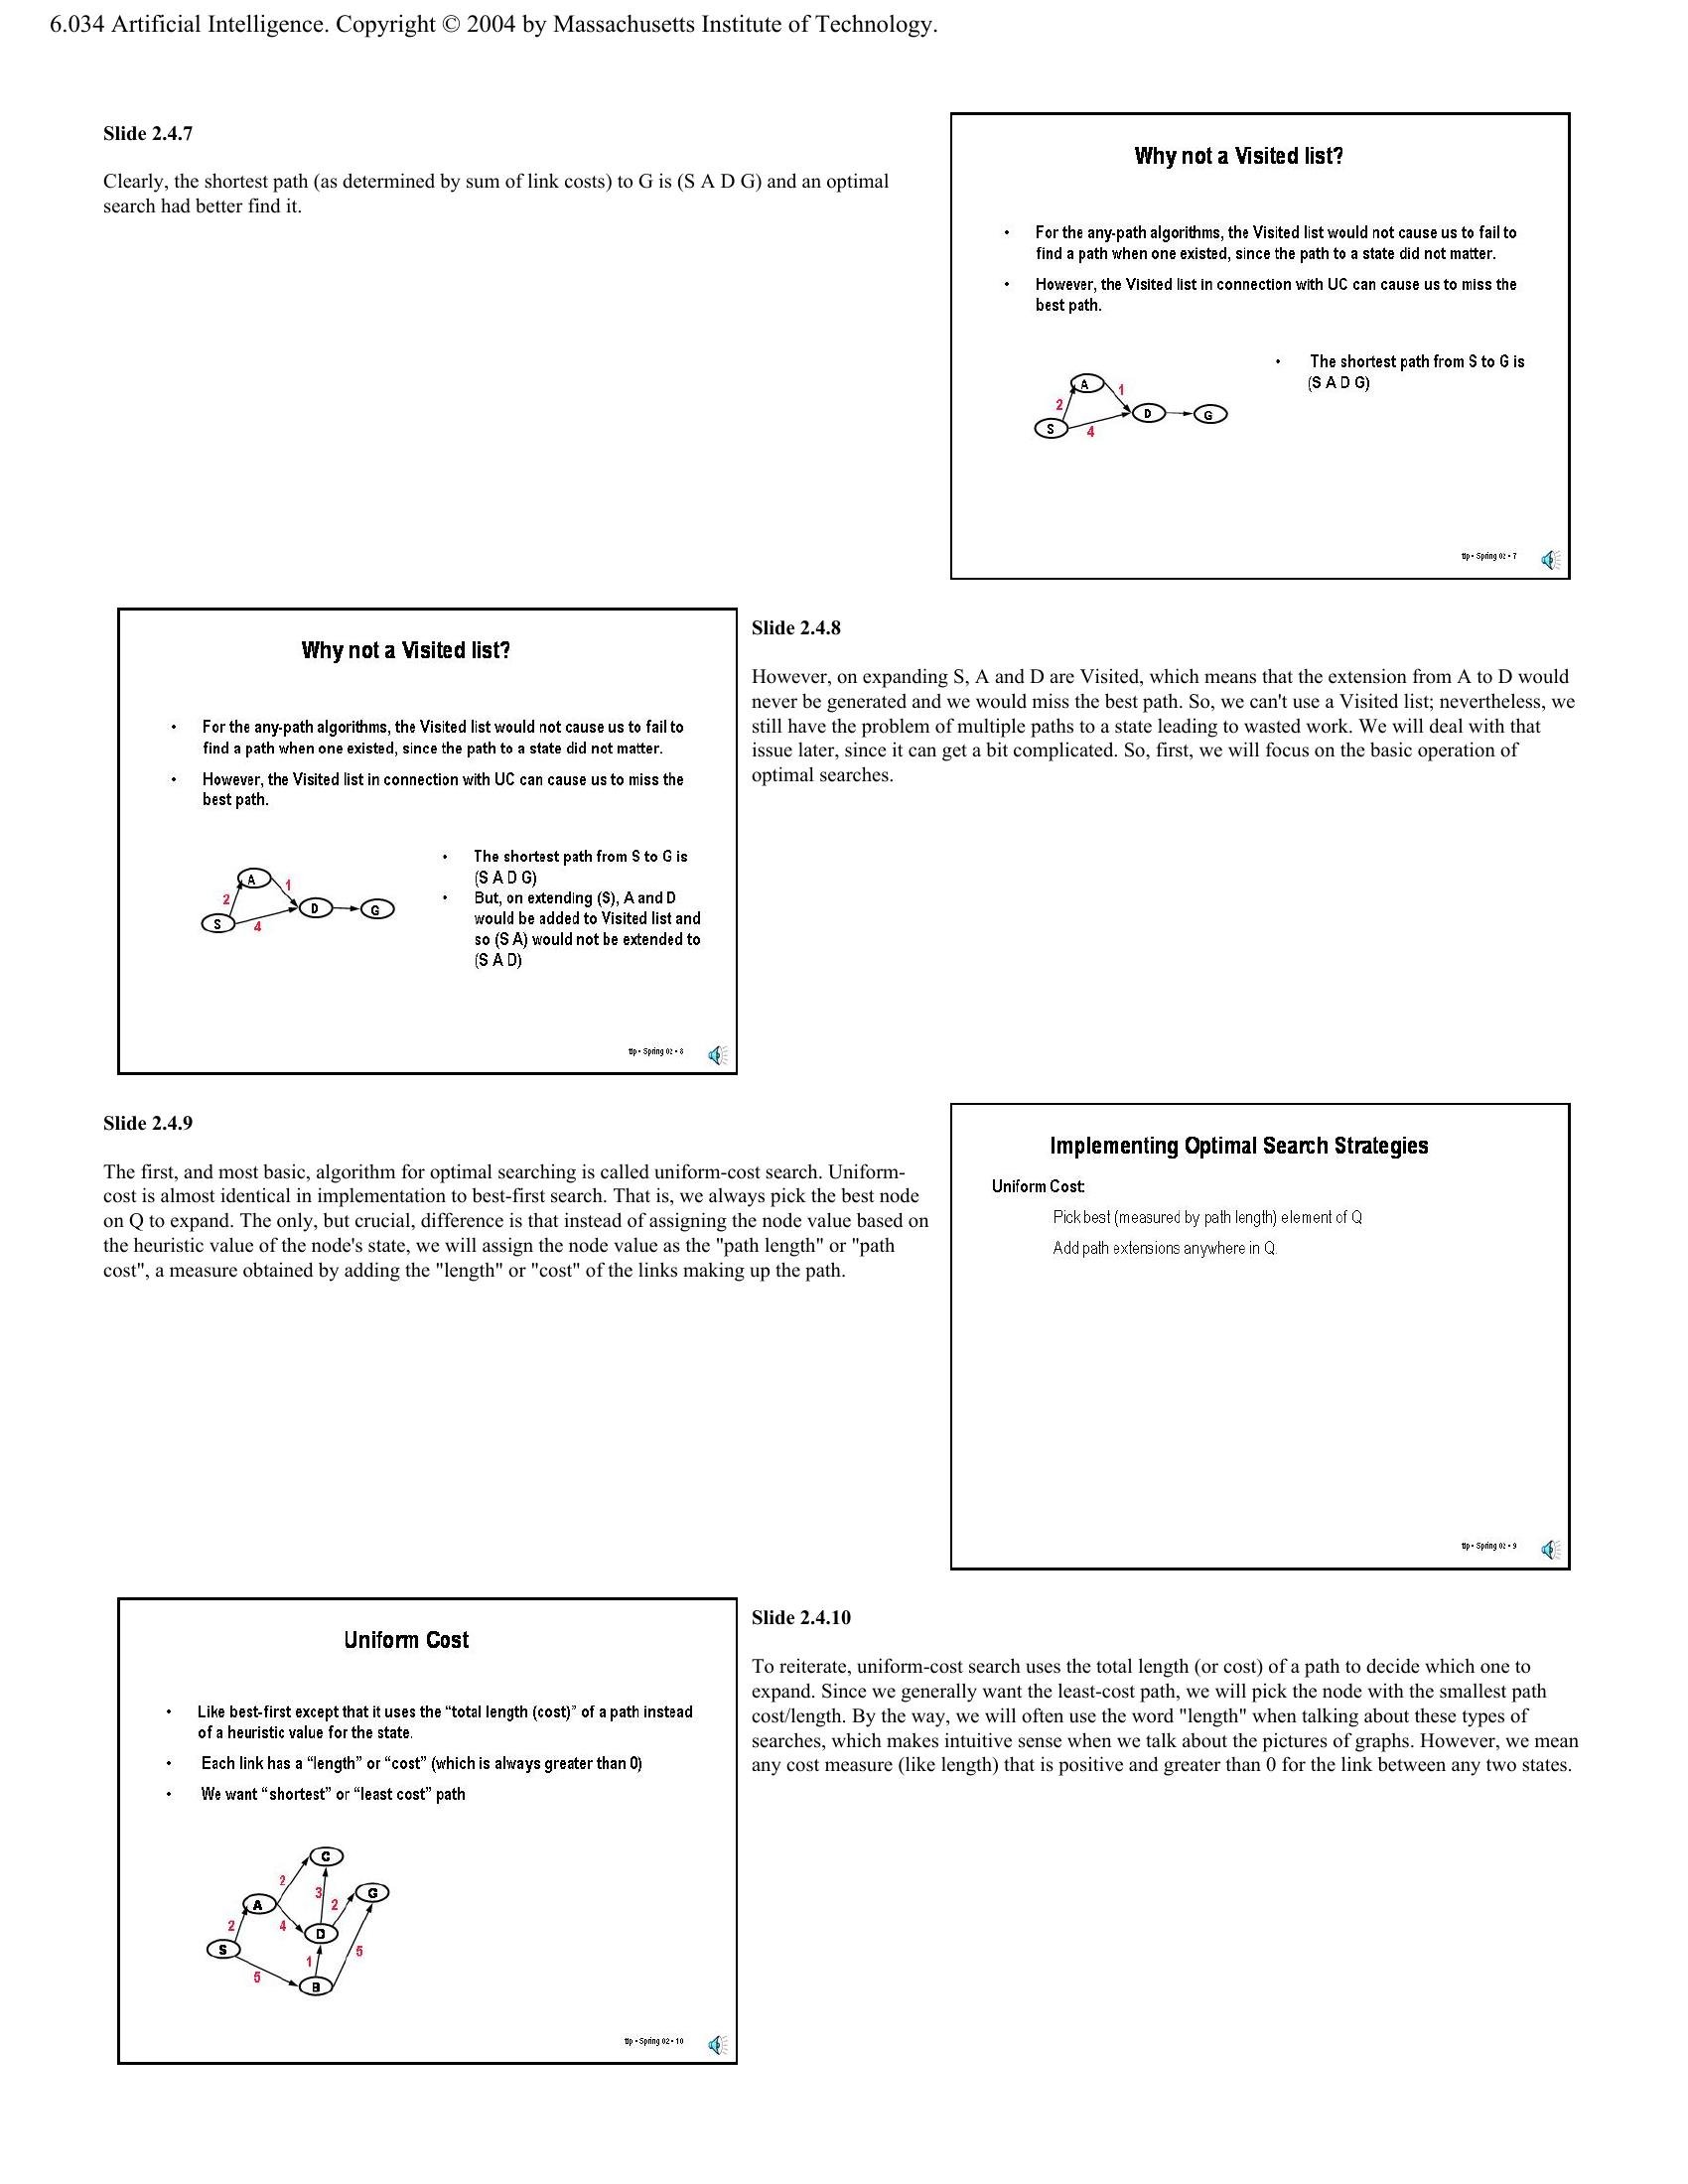 6.034 Artificial Intelligence. Copyright © 2004 by Massachusetts Institute of Technology.
Slide 2.4.7
Clearly, the shortest path (as determined by sum of link costs) to G is (S A D G) and an optimal
search had better find it.
Why not a Visited list?
• For the any-path algorithms, the Visited list would not cause us to fail to
find a path when one existed, since the path to a state did not matter.
• However, the Visited list in connection with UC can cause us to miss the
best path.
• The shortest path from S to G is
(S A D G)
A
1
2
D
G
S
4
tlp • Spring 02 • 7
Why not a Visited list?
• For the any-path algorithms, the Visited list would not cause us to fail to
find a path when one existed, since the path to a state did not matter.
• However, the Visited list in connection with UC can cause us to miss the
best path.
• The shortest path from S to G is
(S A D G)
• But, on extending (S), A and D
would be added to Visited list and
so (S A) would not be extended to
(S A D)
A
1
2
D
G
S
4
tlp • Spring 02 • 8
Slide 2.4.8
However, on expanding S, A and D are Visited, which means that the extension from A to D would
never be generated and we would miss the best path. So, we can't use a Visited list; nevertheless, we
still have the problem of multiple paths to a state leading to wasted work. We will deal with that
issue later, since it can get a bit complicated. So, first, we will focus on the basic operation of
optimal searches.
Slide 2.4.9
The first, and most basic, algorithm for optimal searching is called uniform-cost search. Uniform-
cost is almost identical in implementation to best-first search. That is, we always pick the best node
on Q to expand. The only, but crucial, difference is that instead of assigning the node value based on
the heuristic value of the node's state, we will assign the node value as the "path length" or "path
cost", a measure obtained by adding the "length" or "cost" of the links making up the path.
Implementing Optimal Search Strategies
Uniform Cost:
Pick best (measured by path length) element of Q
Add path extensions anywhere in Q.
tlp • Spring 02 • 9
Uniform Cost
• Like best-first except that it uses the “total length (cost)” of a path instead
of a heuristic value for the state.
• Each link has a “length” or “cost” (which is always greater than 0)
• We want “shortest” or “least cost” path
C
2
3
G
A
2
2
4
D
S
1
5
5
B
tlp • Spring 02 • 10
Slide 2.4.10
To reiterate, uniform-cost search uses the total length (or cost) of a path to decide which one to
expand. Since we generally want the least-cost path, we will pick the node with the smallest path
cost/length. By the way, we will often use the word "length" when talking about these types of
searches, which makes intuitive sense when we talk about the pictures of graphs. However, we mean
any cost measure (like length) that is positive and greater than 0 for the link between any two states.